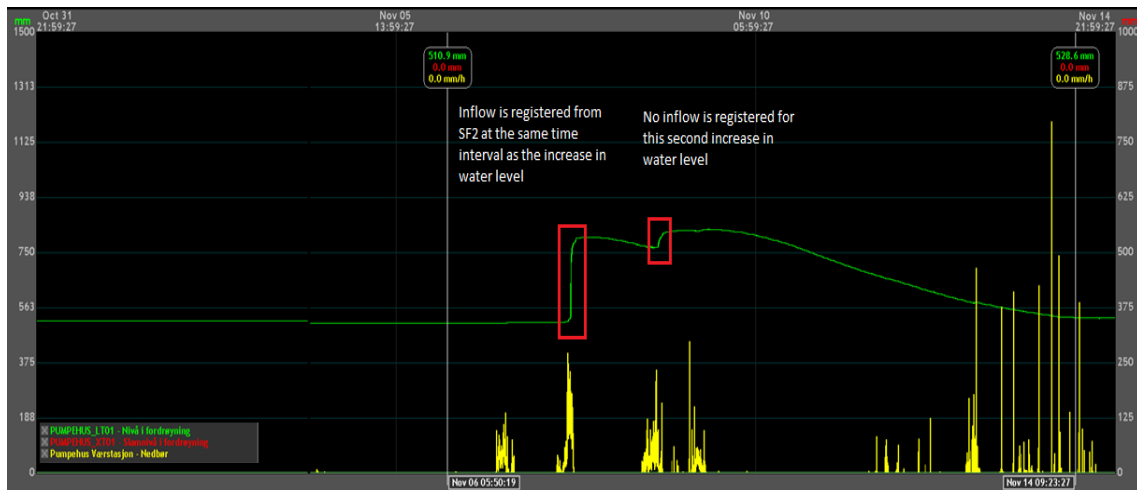 mm Oct 31 Nov 05 Nov 10 Nov 14 mm
1500 21:59:27 13:59:27 05:59:27 21:59:27 1000
510.9 mm
0.0 mm
0.0 mm/h
528.6 mm
0.0 mm
0.0 mm/h
1313 875
Inflow is registered from
SF2 at the same time
interval as the increase in
water level
No inflow is registered for
this second increase in
water level
1125 750
938 625
750 500
563 375
375 250
188 125
PUMPEHUS_LT01 - Nivå i fordrøyning
PUMPEHUS_XT01 - Slamnivå i fordrøyning
Pumpehus Værstasjon - Nedbør
0 0
Nov 06 05:50:19 Nov 14 09:23:27